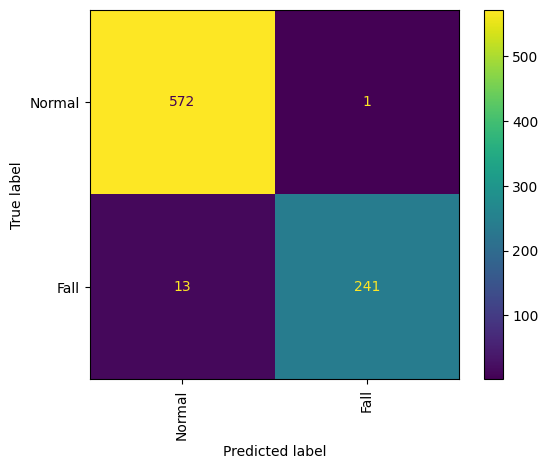 Normal
572
1
True label
Fall
13
241
Normal
Fall
Predicted label
500
400
300
200
100